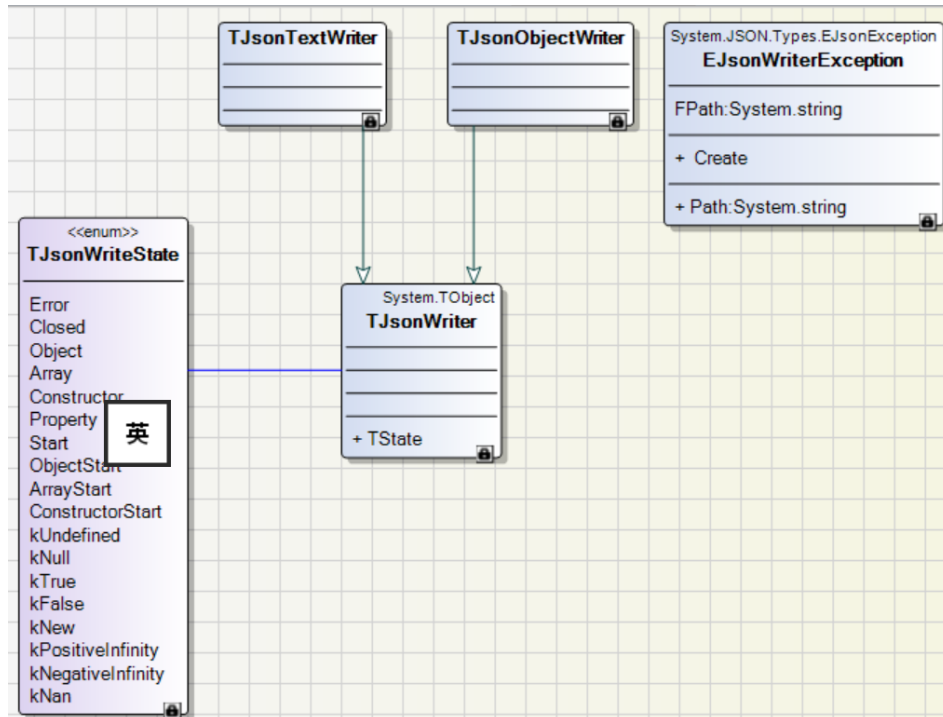 TJsonTextWriter
TJsonObjectWriter
System.JSON.Types.EJsonException
EJsonWriterException
FPath:System.string
+ Create
+ Path:System.string
<<enum>>
TJsonWriteState
Error
Closed
Object
Array
Constructor
Property
Start
ObjectStart
ArrayStart
ConstructorStart
kUndefined
kNull
kTrue
kFalse
kNew
kPositiveInfinity
kNegativeInfinity
kNan
英
System.TObject
TJsonWriter
+ TState